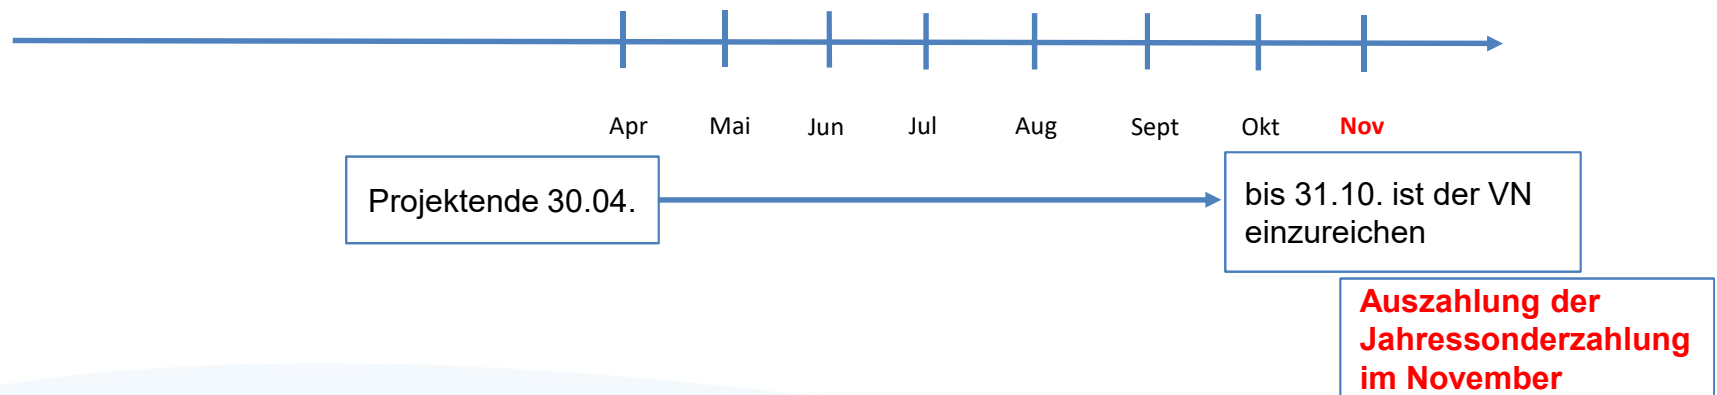 Apr Mai Jun Jul Aug Sept Okt Nov
Projektende 30.04.
bis 31.10. ist der VN
einzureichen
Auszahlung der
Jahressonderzahlung
im November